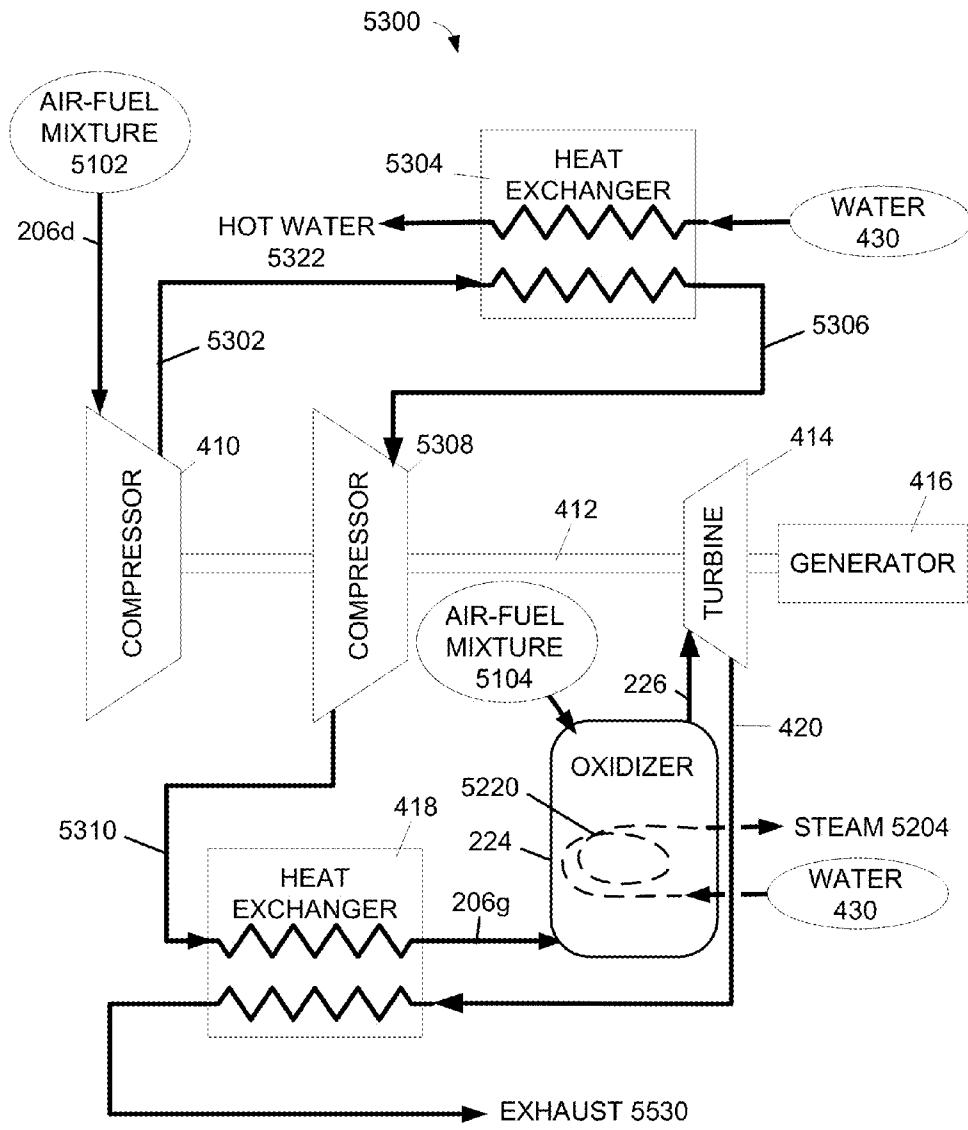 5300
AIR-FUEL
MIXTURE
5102
5304
HEAT
EXCHANGER
206d
HOT WATER
5322
WATER
430
5302
5306
410
5308
414
416
COMPRESSOR
COMPRESSOR
412
TURBINE
GENERATOR
AIR-FUEL
MIXTURE
5104
226
420
OXIDIZER
5220
5310
418
224
STEAM 5204
HEAT
EXCHANGER
WATER
430
206g
EXHAUST 5530